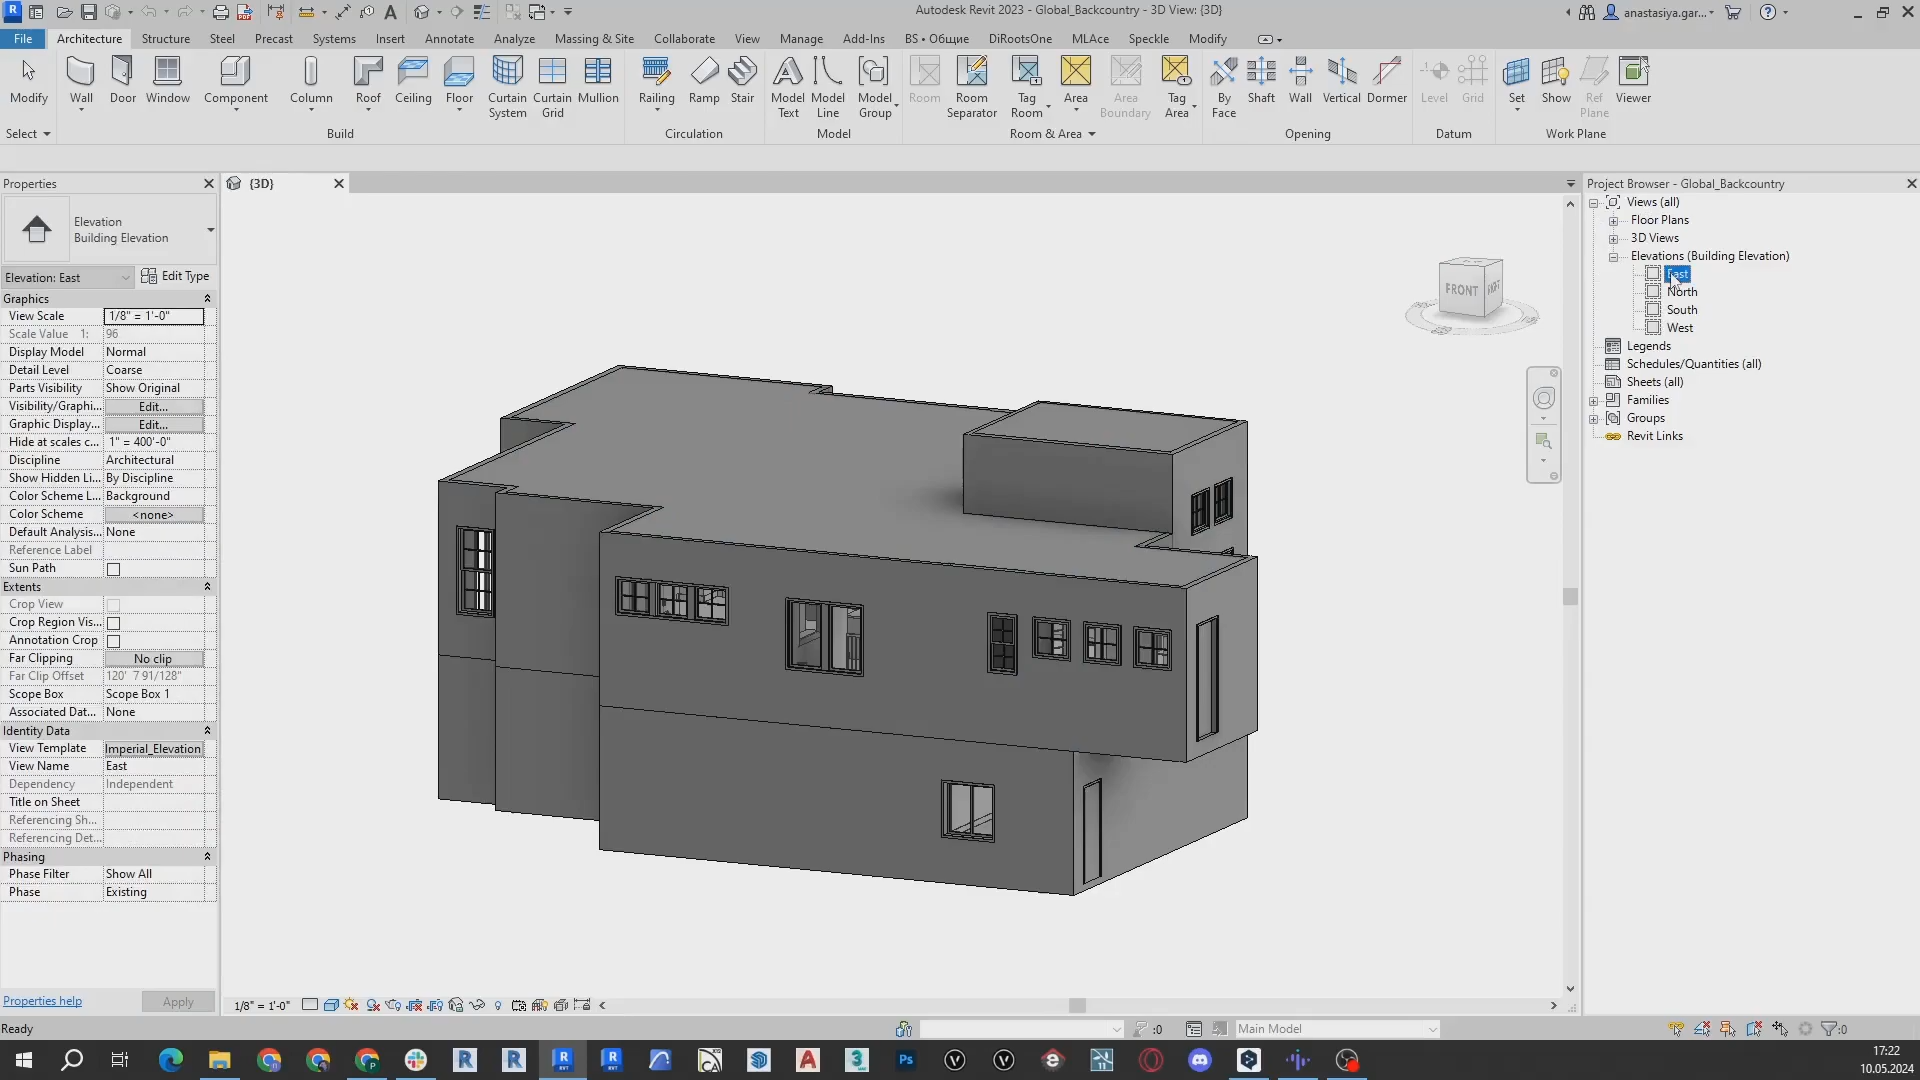 Autodesk Revit 2023 - Global_Backcountry - 3D View: {3D}
anastasiya.gar...
File Architecture Structure Steel Precast Systems Insert Annotate Analyze Massing & Site Collaborate View Manage Add-Ins BS • Общие DiRootsOne MLAce Speckle Modify
Modify Wall Door Window Component Column Roof Ceiling Floor Curtain System Curtain Grid Mullion Railing Ramp Stair Model Text Model Line Model Group Room Room Separator Tag Room Area Area Boundary Tag Area By Face Shaft Wall Vertical Dormer Level Grid Set Show Ref Plane Viewer
Select Build Circulation Model Room & Area Opening Datum Work Plane
Properties
Elevation
Building Elevation
Elevation: East
Edit Type
Graphics
View Scale 1/8" = 1'-0"
Scale Value 1: 96
Display Model Normal
Detail Level Coarse
Parts Visibility Show Original
Visibility/Graphi... Edit...
Graphic Display... Edit...
Hide at scales c... 1" = 400'-0"
Discipline Architectural
Show Hidden Li... By Discipline
Color Scheme L... Background
Color Scheme <none>
Default Analysis... None
Reference Label
Sun Path
Extents
Crop View
Crop Region Vis...
Annotation Crop
Far Clipping No clip
Far Clip Offset 120' 7 91/128"
Scope Box Scope Box 1
Associated Dat... None
Identity Data
View Template Imperial_Elevation
View Name East
Dependency Independent
Title on Sheet
Referencing Sh...
Referencing Det...
Phasing
Phase Filter Show All
Phase Existing
Properties help
Apply
{3D}
FRONT
1/8" = 1'-0"
Project Browser - Global_Backcountry
Views (all)
Floor Plans
3D Views
Elevations (Building Elevation)
East
North
South
West
Legends
Schedules/Quantities (all)
Sheets (all)
Families
Groups
Revit Links
Ready
:0
Main Model
:0
17:22
10.05.2024